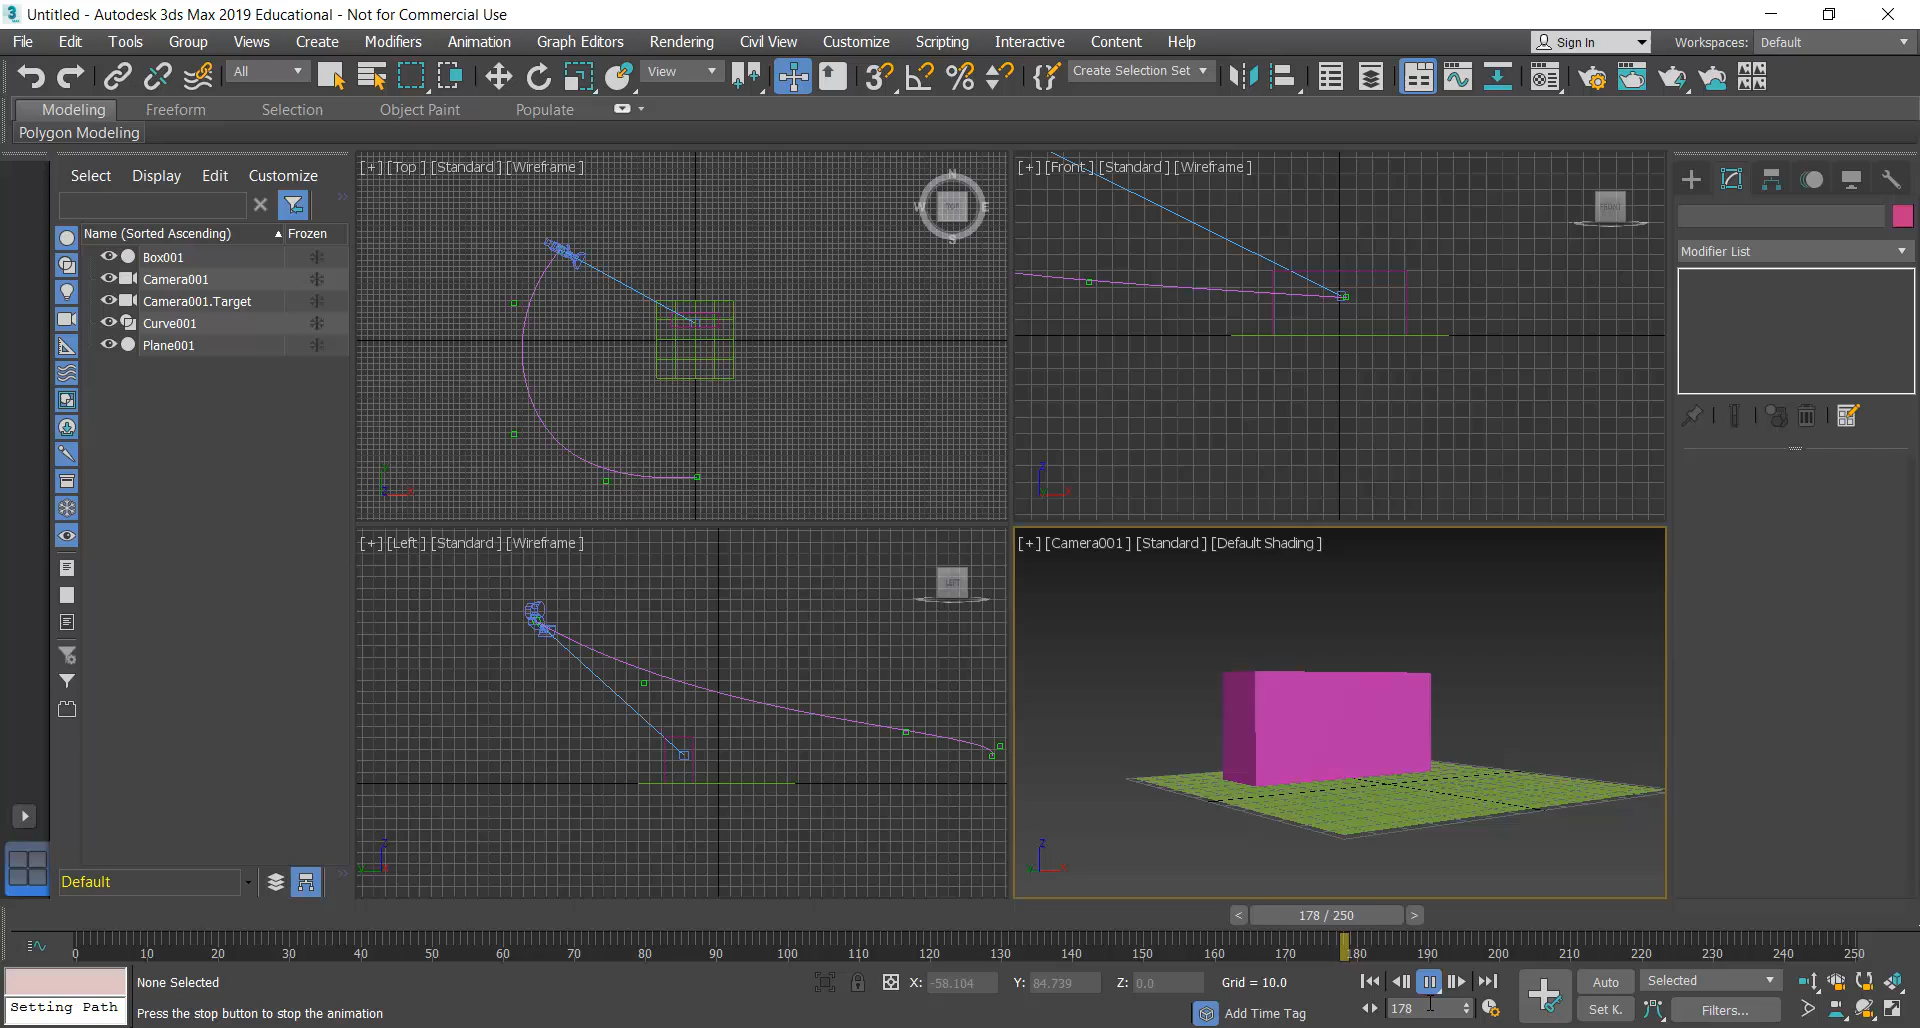 Untitled - Autodesk 3ds Max 2019 Educational - Not for Commercial Use
File Edit Tools Group Views Create Modifiers Animation Graph Editors Rendering Civil View Customize Scripting Interactive Content Help Sign In Workspaces: Default
All View Create Selection Set
Modeling Freeform Selection Object Paint Populate
Polygon Modeling
Select Display Edit Customize
Name (Sorted Ascending) Frozen
Box001
Camera001
Camera001.Target
Curve001
Plane001
Default
[+] [Top ] [Standard ] [Wireframe ]
N
W TOP E
S
[+] [Front ] [Standard ] [Wireframe ]
FRONT
[+] [Left ] [Standard ] [Wireframe ]
LEFT
[+] [Camera001 ] [Standard ] [Default Shading ]
Modifier List
< 178 / 250 >
0 10 20 30 40 50 60 70 80 90 100 110 120 130 140 150 160 170 180 190 200 210 220 230 240 250
None Selected X: -58.104 Y: 84.739 Z: 0.0 Grid = 10.0 Auto Selected
Setting Path Press the stop button to stop the animation Add Time Tag 178 Set K. Filters...